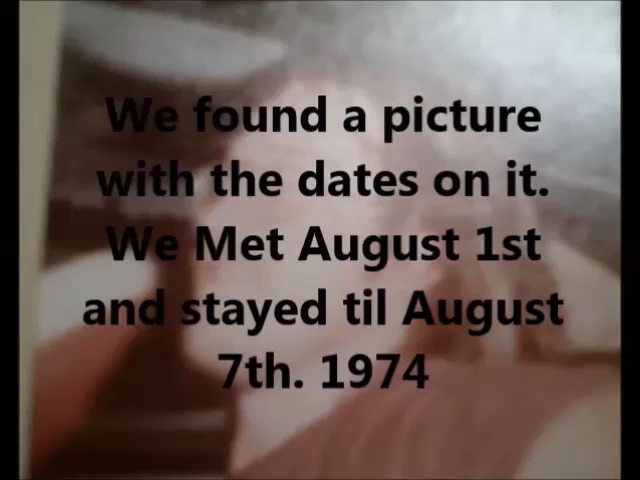 We found a picture
with the dates on it.
We Met August 1st
and stayed til August
7th. 1974